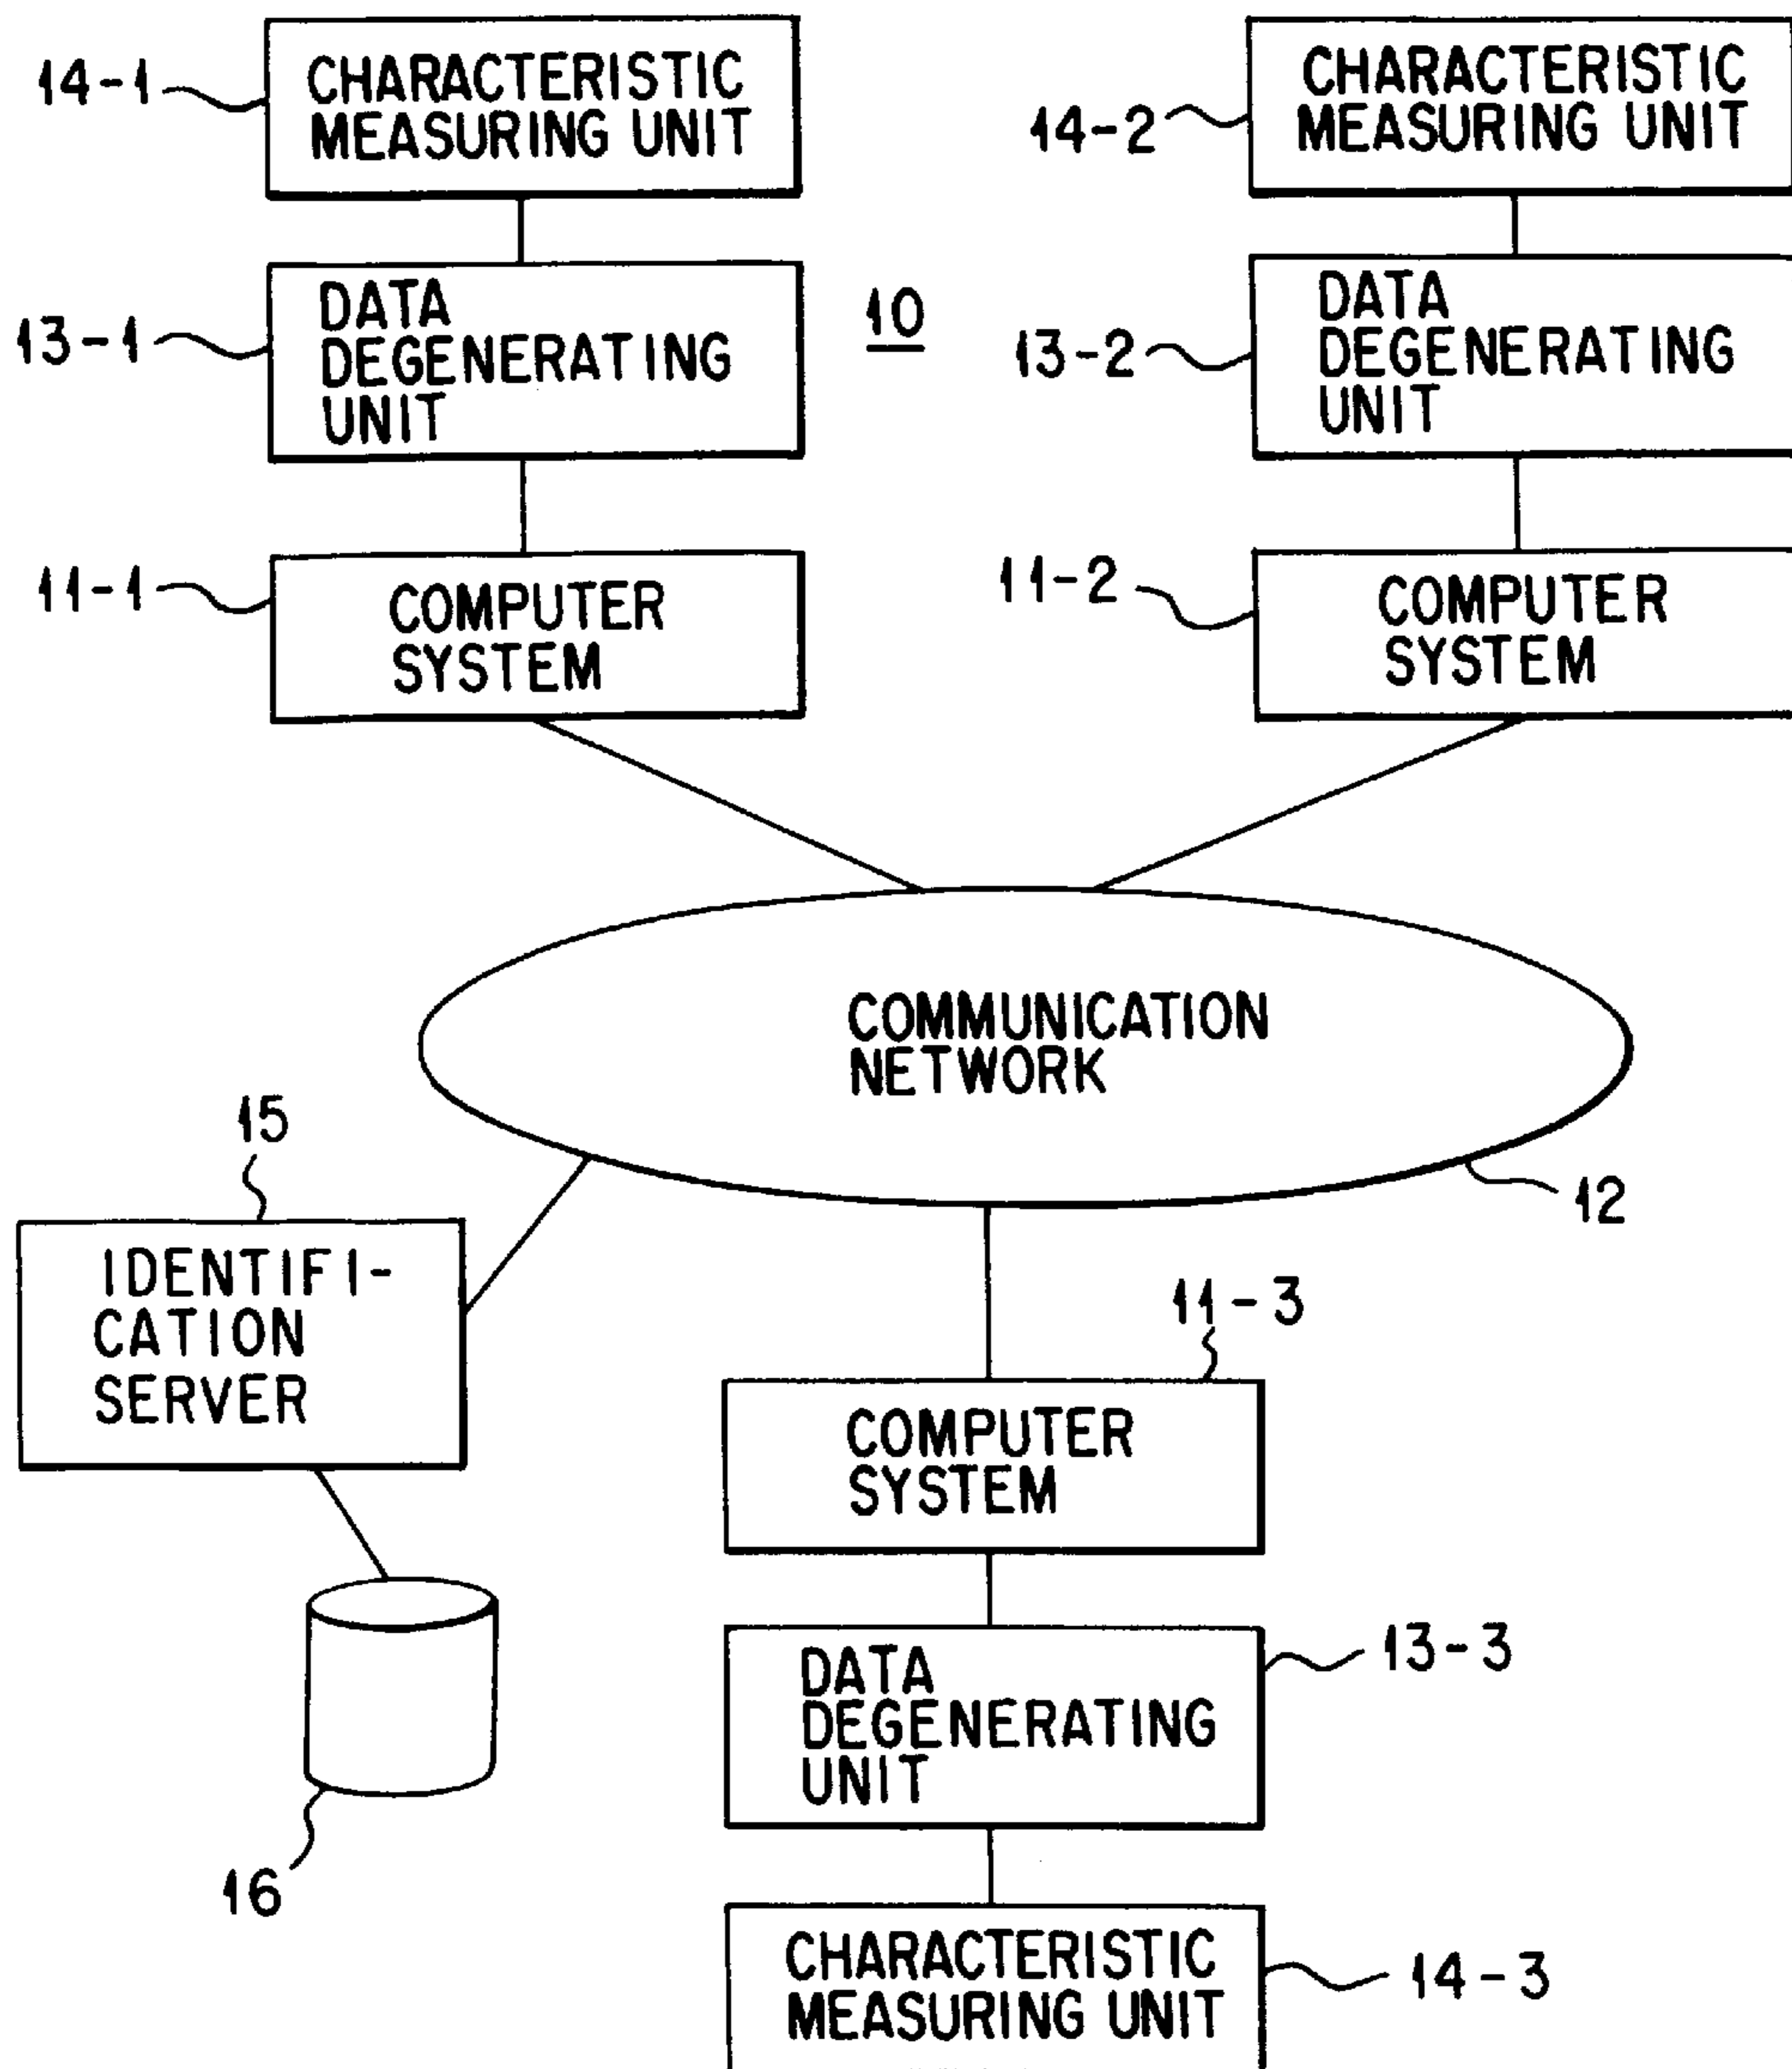 14-1
CHARACTERISTIC
MEASURING UNIT
14-2
CHARACTERISTIC
MEASURING UNIT
13-1
DATA
DEGENERATING
UNIT
10
13-2
DATA
DEGENERATING
UNIT
11-1
COMPUTER
SYSTEM
11-2
COMPUTER
SYSTEM
COMMUNICATION
NETWORK
12
15
IDENTIFI-
CATION
SERVER
11-3
COMPUTER
SYSTEM
16
DATA
DEGENERATING
UNIT
13-3
CHARACTERISTIC
MEASURING UNIT
14-3